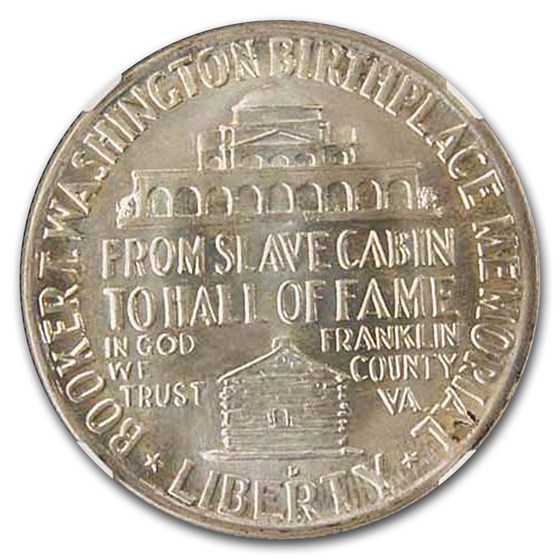 BOOKER T. WASHINGTON BIRTHPLACE MEMORIAL
FROM SLAVE CABIN
TO HALL OF FAME
IN GOD
WE
TRUST
FRANKLIN
COUNTY
VA.
* LIBERTY *